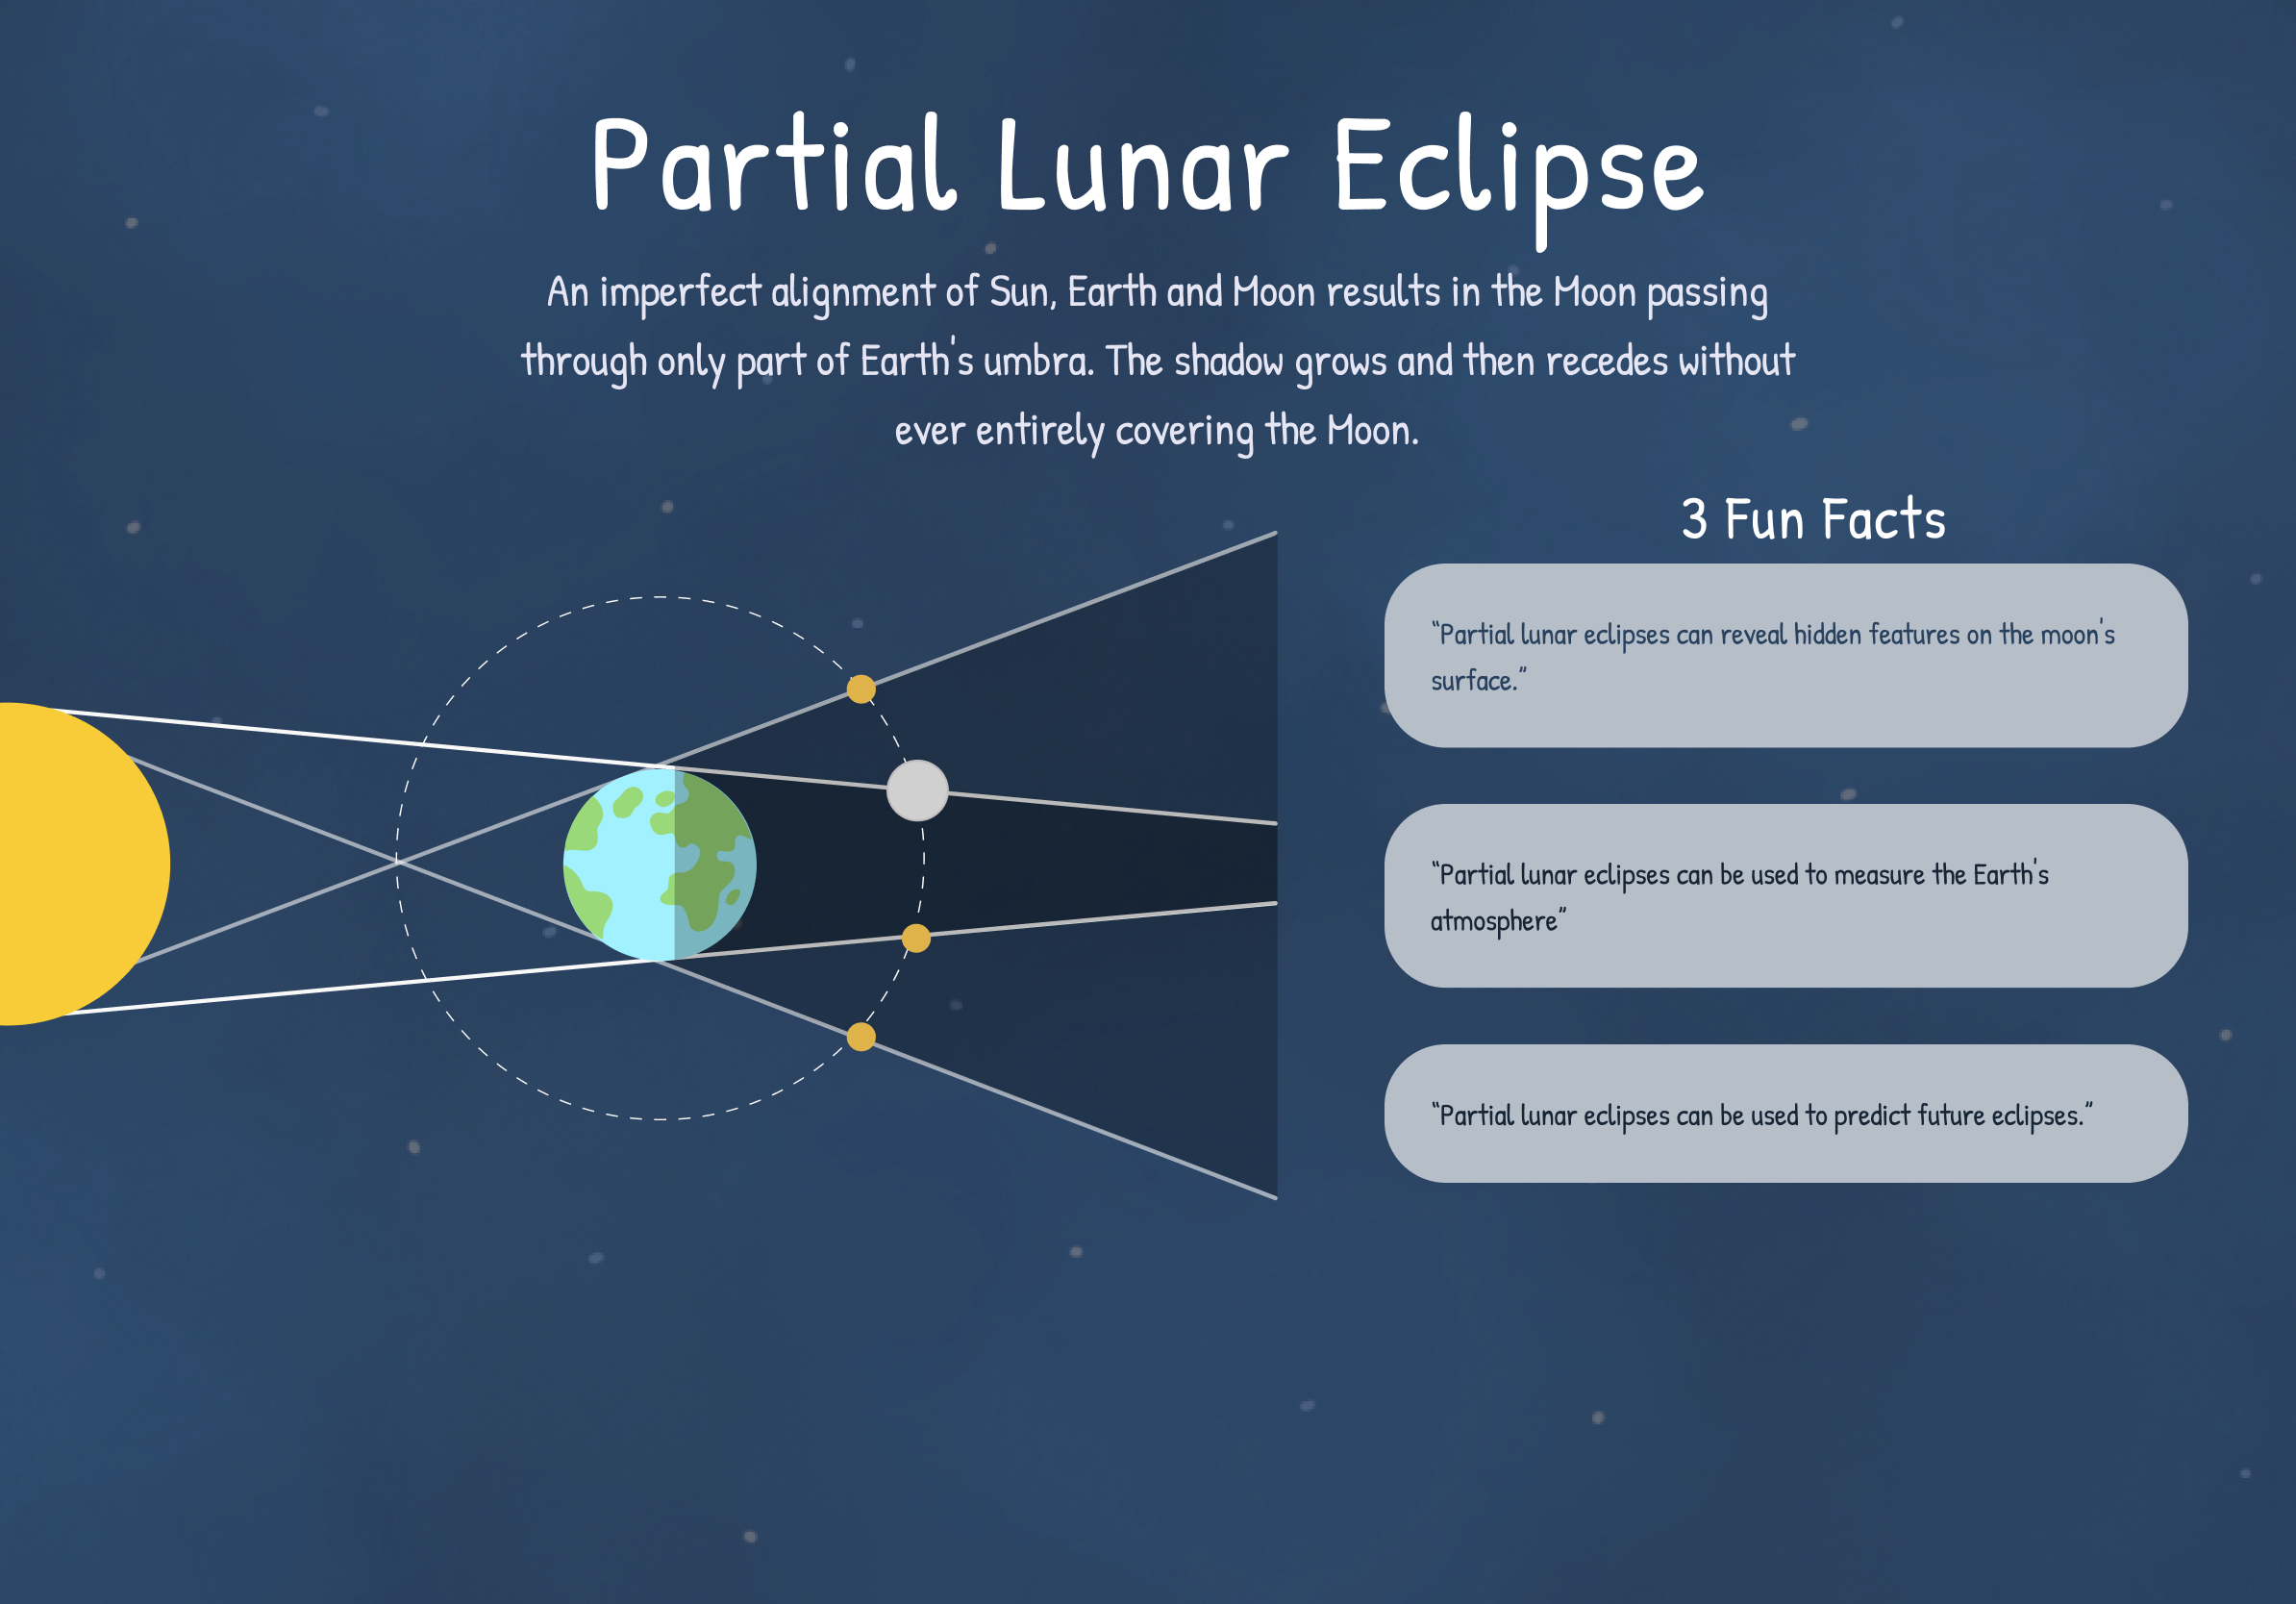 Partial Lunar Eclipse
An imperfect alignment of Sun, Earth and Moon results in the Moon passing
through only part of Earth's umbra. The shadow grows and then recedes without
ever entirely covering the Moon.
3 Fun Facts
“Partial lunar eclipses can reveal hidden features on the moon's
surface.”
“Partial lunar eclipses can be used to measure the Earth's
atmosphere”
“Partial lunar eclipses can be used to predict future eclipses.”